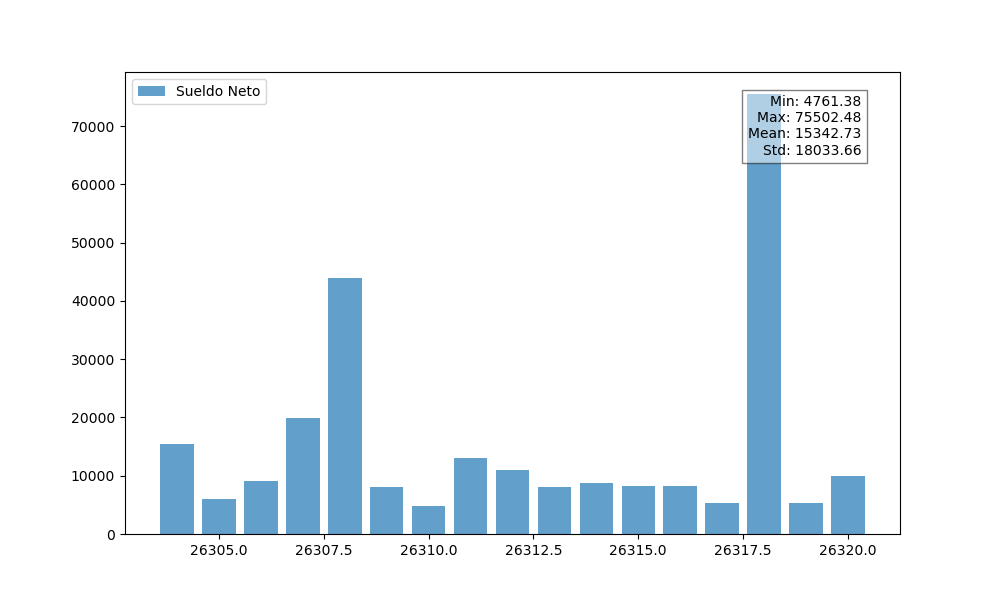 Sueldo Neto
Min: 4761.38
Max: 75502.48
Mean: 15342.73
Std: 18033.66
70000
60000
50000
40000
30000
20000
10000
0
26305.0 26307.5 26310.0 26312.5 26315.0 26317.5 26320.0